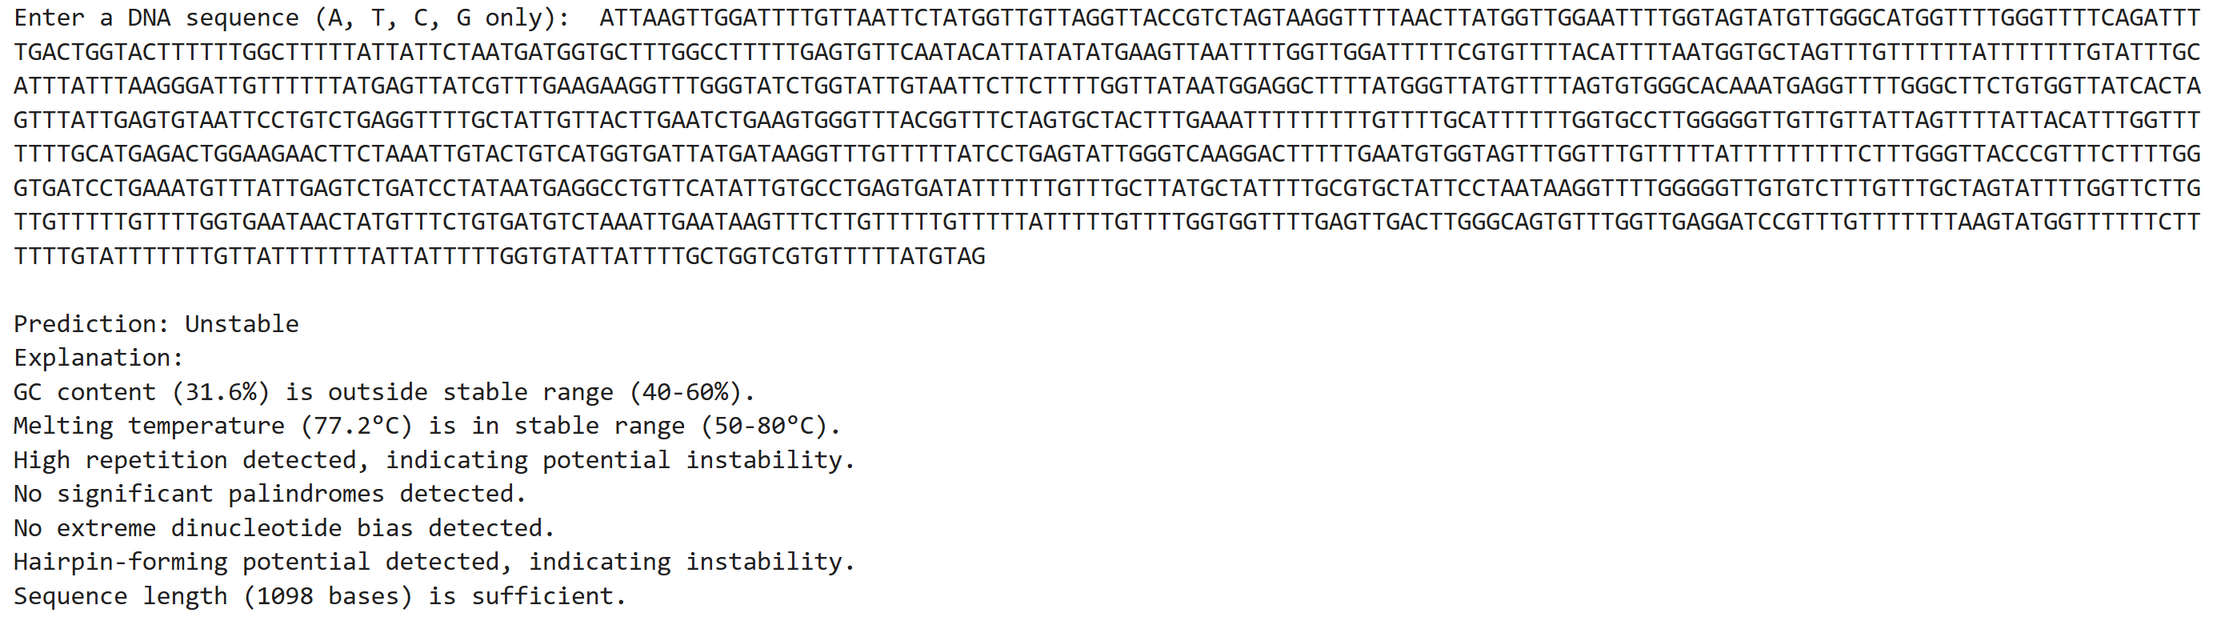 Enter a DNA sequence (A, T, C, G only):  ATTAAGTTGGATTTTGTTAATTCTATGGTTGTTAGGTTACCGTCTAGTAAGGTTTTAACTTATGGTTGGAATTTTGGTAGTATGTTGGGCATGGTTTTGGGTTTTCAGATTT
TGACTGGTACTTTTTTGGCTTTTTATTATTCTAATGATGGTGCTTTGGCCTTTTTGAGTGTTCAATACATTATATATGAAGTTAATTTTGGTTGGATTTTTCGTGTTTTACATTTTAATGGTGCTAGTTTGTTTTTTATTTTTTTGTATTTGC
ATTTATTTAAGGGATTGTTTTTTATGAGTTATCGTTTGAAGAAGGTTTGGGTATCTGGTATTGTAATTCTTCTTTTGGTTATAATGGAGGCTTTTATGGGTTATGTTTTAGTGTGGGCACAAATGAGGTTTTGGGCTTCTGTGGTTATCACTA
GTTTATTGAGTGTAATTCCTGTCTGAGGTTTTGCTATTGTTACTTGAATCTGAAGTGGGTTTACGGTTTCTAGTGCTACTTTGAAATTTTTTTTTGTTTTGCATTTTTTGGTGCCTTGGGGGTTGTTGTTATTAGTTTTATTACATTTGGTTT
TTTTGCATGAGACTGGAAGAACTTCTAAATTGTACTGTCATGGTGATTATGATAAGGTTTGTTTTTATCCTGAGTATTGGGTCAAGGACTTTTTGAATGTGGTAGTTTGGTTTGTTTTTATTTTTTTTTCTTTGGGTTACCCGTTTCTTTTGG
GTGATCCTGAAATGTTTATTGAGTCTGATCCTATAATGAGGCCTGTTCATATTGTGCCTGAGTGATATTTTTTGTTTGCTTATGCTATTTTGCGTGCTATTCCTAATAAGGTTTTGGGGGTTGTGTCTTTGTTTGCTAGTATTTTGGTTCTTG
TTGTTTTTGTTTTGGTGAATAACTATGTTTCTGTGATGTCTAAATTGAATAAGTTTCTTGTTTTTGTTTTTATTTTTGTTTTGGTGGTTTTGAGTTGACTTGGGCAGTGTTTGGTTGAGGATCCGTTTGTTTTTTTAAGTATGGTTTTTTCTT
TTTTGTATTTTTTTGTTATTTTTTTATTATTTTTGGTGTATTATTTTGCTGGTCGTGTTTTTATGTAG
Prediction: Unstable
Explanation:
GC content (31.6%) is outside stable range (40-60%).
Melting temperature (77.2°C) is in stable range (50-80°C).
High repetition detected, indicating potential instability.
No significant palindromes detected.
No extreme dinucleotide bias detected.
Hairpin-forming potential detected, indicating instability.
Sequence length (1098 bases) is sufficient.